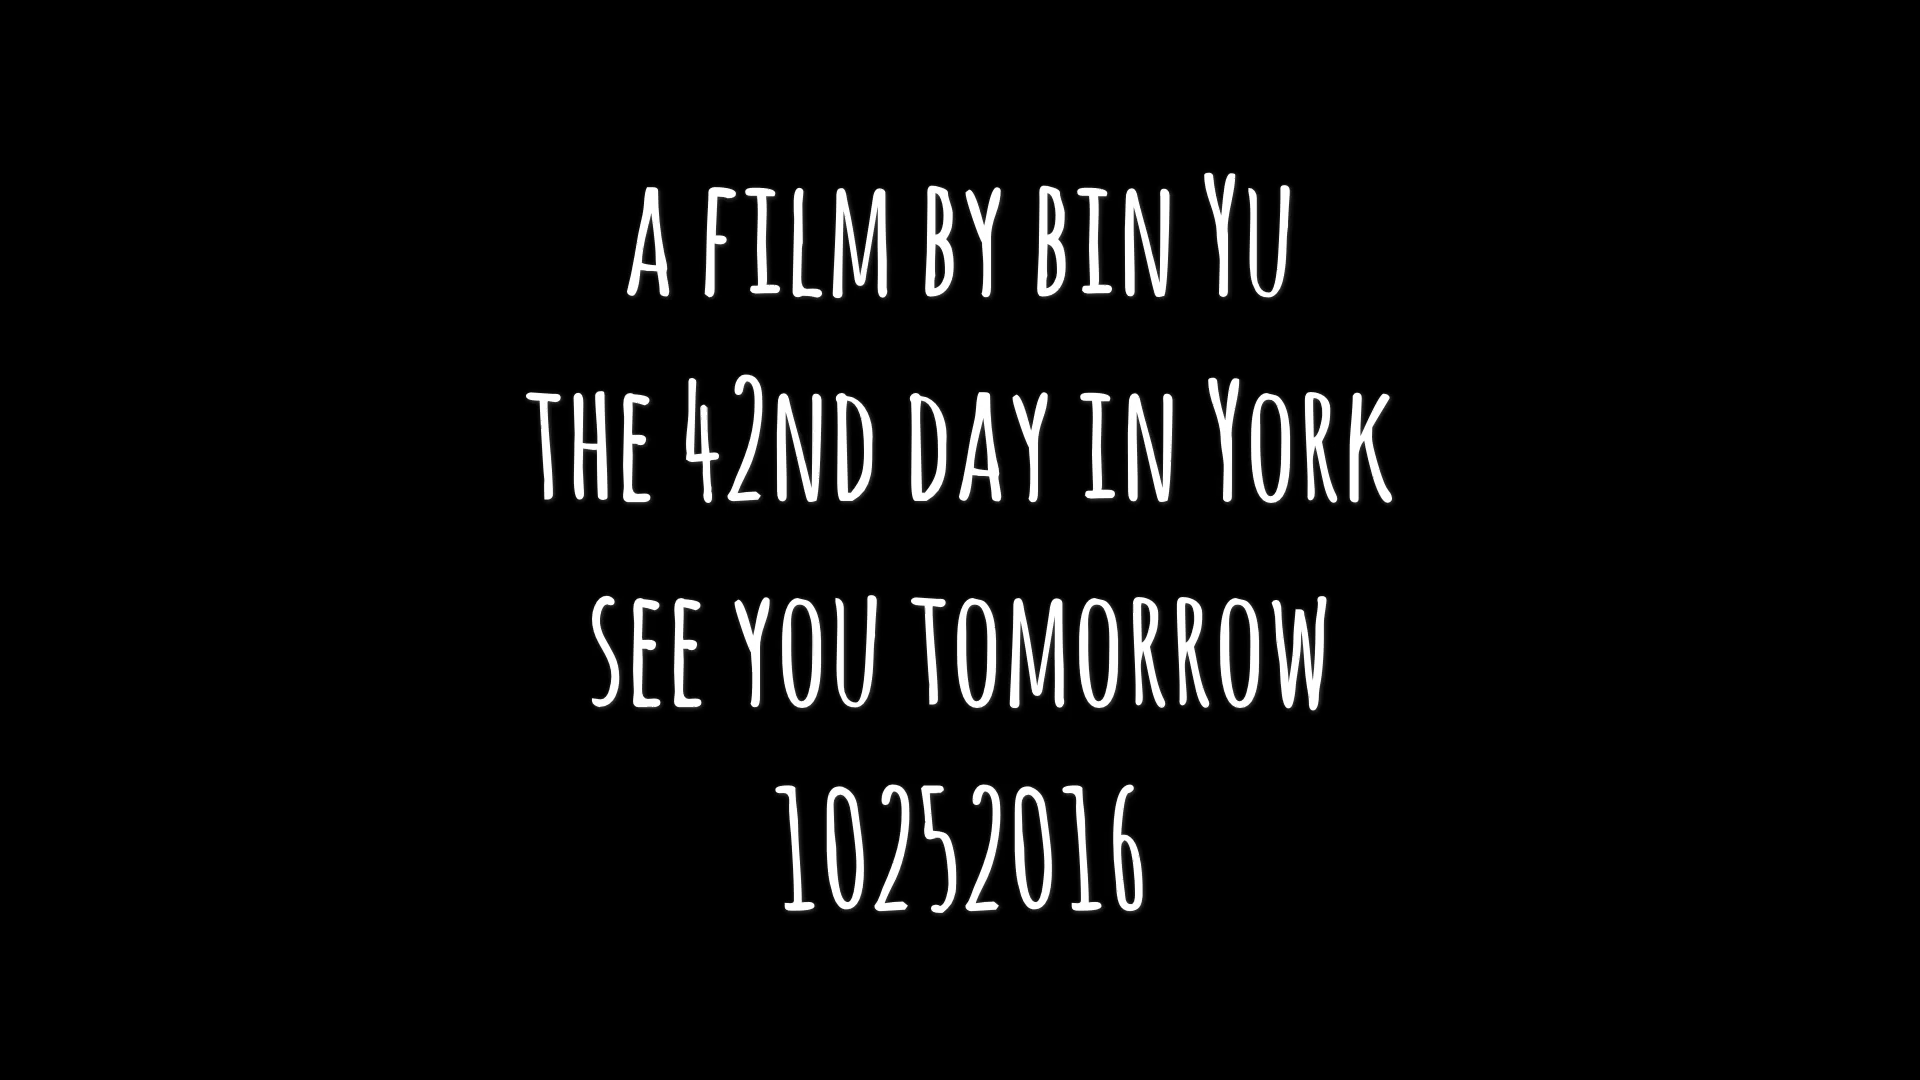 A film by bin Yu
the 42nd day in York
see you tomorrow
10252016